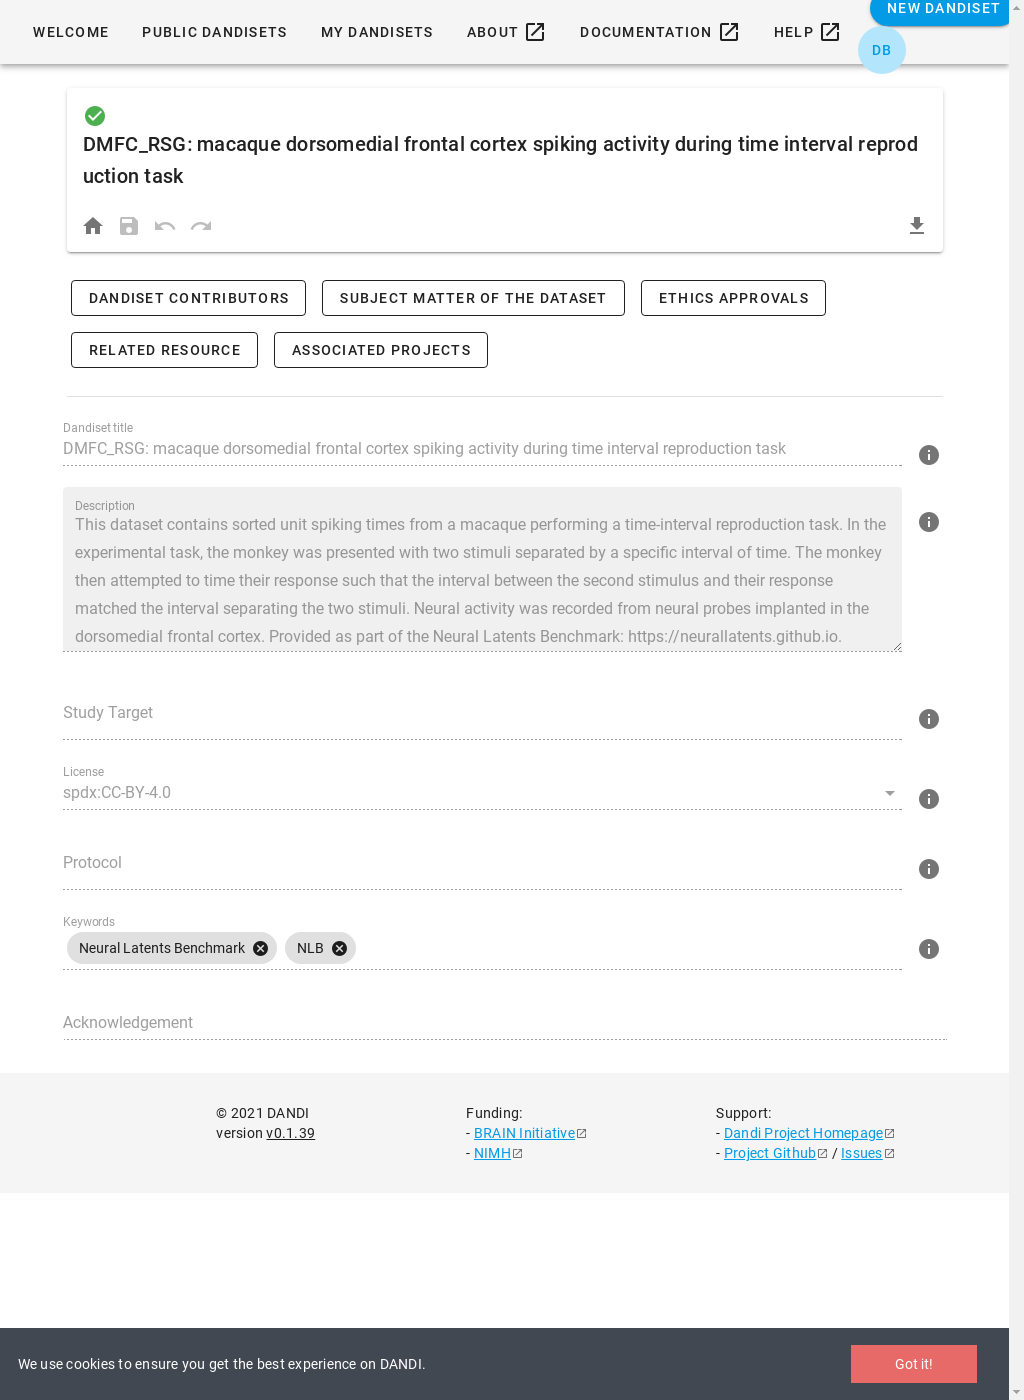 WELCOME PUBLIC DANDISETS MY DANDISETS ABOUT DOCUMENTATION HELP NEW DANDISET
DB
DMFC_RSG: macaque dorsomedial frontal cortex spiking activity during time interval reprod
uction task
DANDISET CONTRIBUTORS SUBJECT MATTER OF THE DATASET ETHICS APPROVALS
RELATED RESOURCE ASSOCIATED PROJECTS
Dandiset title
DMFC_RSG: macaque dorsomedial frontal cortex spiking activity during time interval reproduction task
Description
This dataset contains sorted unit spiking times from a macaque performing a time-interval reproduction task. In the
experimental task, the monkey was presented with two stimuli separated by a specific interval of time. The monkey
then attempted to time their response such that the interval between the second stimulus and their response
matched the interval separating the two stimuli. Neural activity was recorded from neural probes implanted in the
dorsomedial frontal cortex. Provided as part of the Neural Latents Benchmark: https://neurallatents.github.io.
Study Target
License
spdx:CC-BY-4.0
Protocol
Keywords
Neural Latents Benchmark NLB
Acknowledgement
© 2021 DANDI Funding: Support:
version v0.1.39 - BRAIN Initiative - Dandi Project Homepage
- NIMH - Project Github / Issues
We use cookies to ensure you get the best experience on DANDI. Got it!